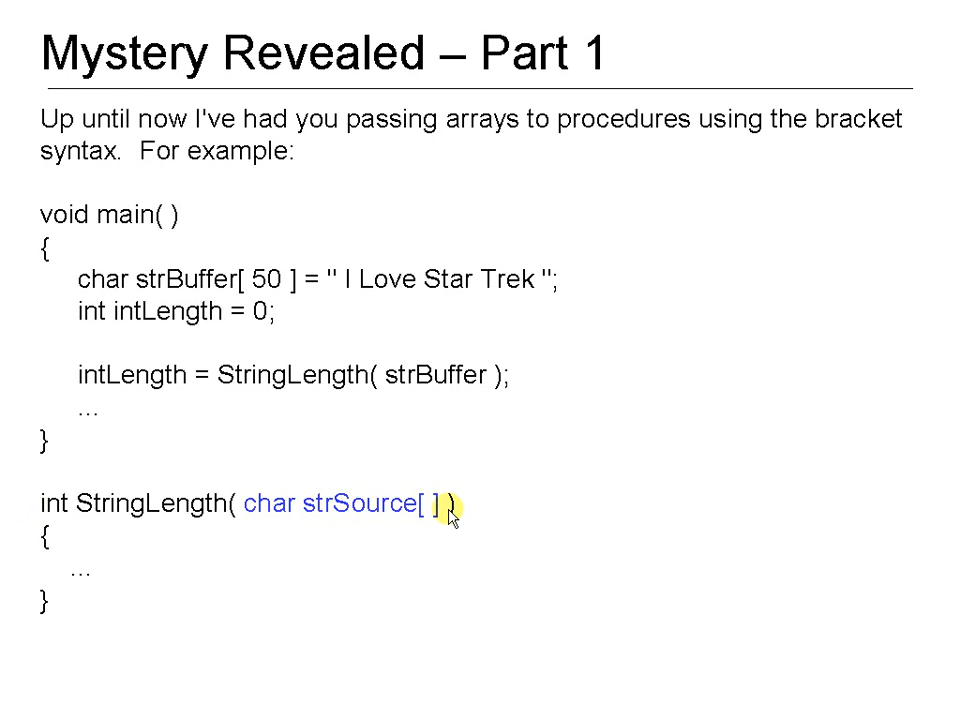 Mystery Revealed – Part 1
Up until now I've had you passing arrays to procedures using the bracket
syntax.  For example:
void main( )
{
char strBuffer[ 50 ] = " I Love Star Trek ";
int intLength = 0;
intLength = StringLength( strBuffer );
...
}
int StringLength( char strSource[ ] )
{
...
}